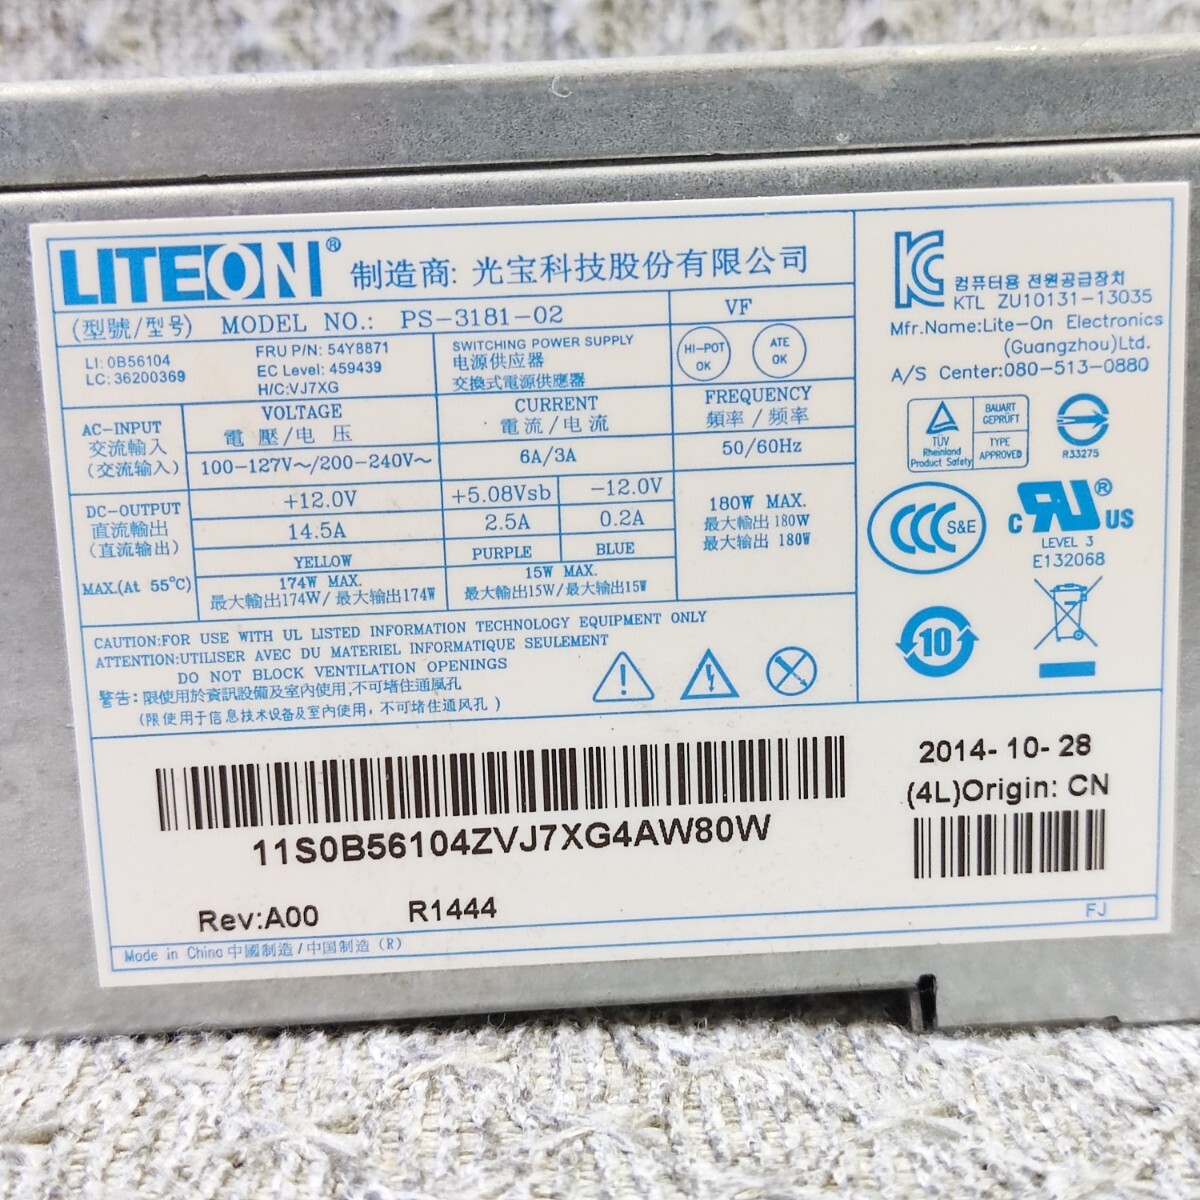 LITEON® 制造商: 光宝科技股份有限公司
(型號/型号) MODEL NO.: PS-3181-02 VF
LI: 0B56104
LC: 36200369
FRU P/N: 54Y8871
EC Level: 459439
H/C:VJ7XG
SWITCHING POWER SUPPLY
电源供应器
交換式電源供應器
HI-POT
OK
ATE
OK
AC-INPUT
交流輸入
(交流输入)
VOLTAGE
電 壓/电 压
100-127V~/200-240V~
CURRENT
電流/电流
6A/3A
FREQUENCY
頻率/频率
50/60Hz
DC-OUTPUT
直流輸出
(直流输出)
MAX.(At 55°C)
+12.0V
14.5A
YELLOW
174W MAX.
最大輸出174W/最大输出174W
+5.08Vsb -12.0V
2.5A 0.2A
PURPLE BLUE
15W MAX.
最大輸出15W/最大输出15W
180W MAX.
最大輸出 180W
最大输出 180W
CAUTION:FOR USE WITH UL LISTED INFORMATION TECHNOLOGY EQUIPMENT ONLY
ATTENTION:UTILISER AVEC DU MATERIEL INFORMATIQUE SEULEMENT
DO NOT BLOCK VENTILATION OPENINGS
警告:限使用於資訊設備及室內使用,不可堵住通風孔
(限使用于信息技术设备及室内使用, 不可堵住通风孔)
컴퓨터용 전원공급장치
KTL ZU10131-13035
Mfr.Name:Lite-On Electronics
(Guangzhou)Ltd.
A/S Center:080-513-0880
TÜV
Rheinland
Product Safety
BAUART
GEPRÜFT
TYPE
APPROVED
R33275
CCC S&E
c RU® US
LEVEL 3
E132068
10
11S0B56104ZVJ7XG4AW80W
Rev:A00 R1444
2014-10-28
(4L)Origin: CN
FJ
Made in China 中國制造/中国制造 (R)